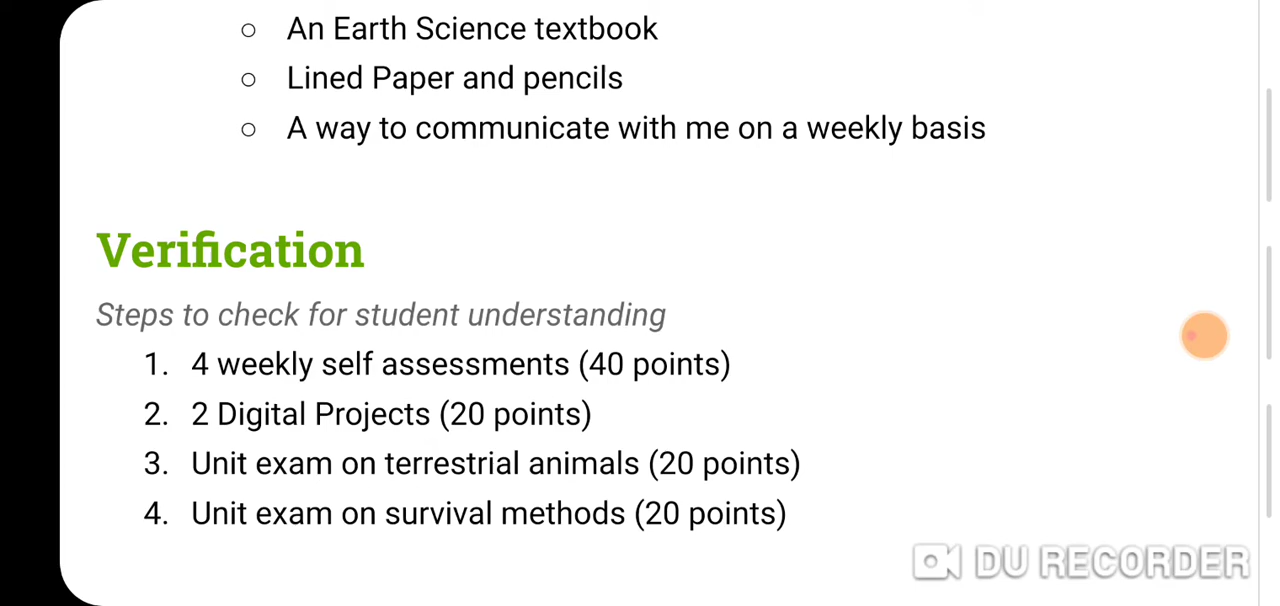 ○ An Earth Science textbook
○ Lined Paper and pencils
○ A way to communicate with me on a weekly basis
Verification
Steps to check for student understanding
1. 4 weekly self assessments (40 points)
2. 2 Digital Projects (20 points)
3. Unit exam on terrestrial animals (20 points)
4. Unit exam on survival methods (20 points)
DU RECORDER